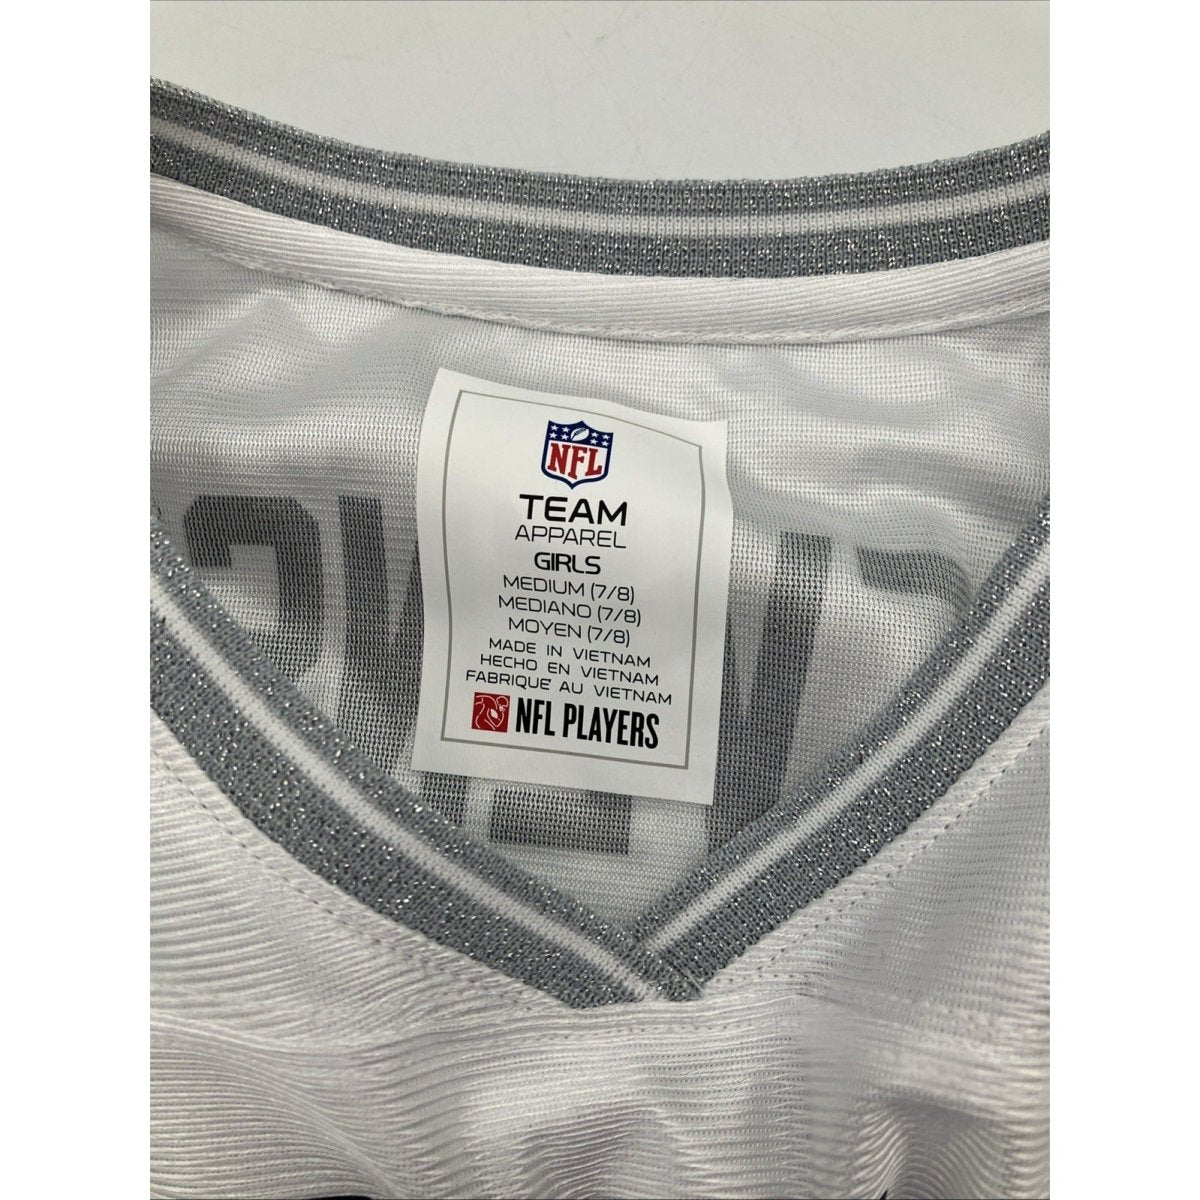 NFL
TEAM
APPAREL
GIRLS
MEDIUM (7/8)
MEDIANO (7/8)
MOYEN (7/8)
MADE IN VIETNAM
HECHO EN VIETNAM
FABRIQUÉ AU VIETNAM
NFL PLAYERS